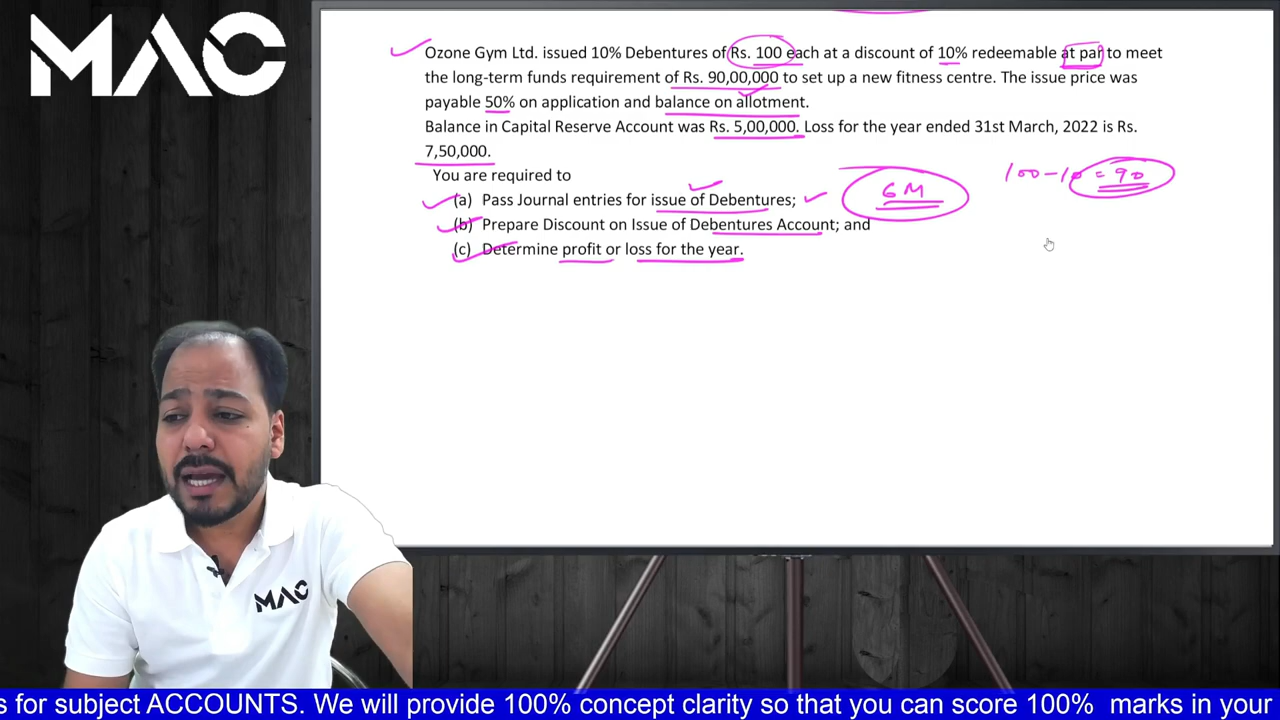 MAC
Ozone Gym Ltd. issued 10% Debentures of Rs. 100 each at a discount of 10% redeemable at par to meet
the long-term funds requirement of Rs. 90,00,000 to set up a new fitness centre. The issue price was
payable 50% on application and balance on allotment.
Balance in Capital Reserve Account was Rs. 5,00,000. Loss for the year ended 31st March, 2022 is Rs.
7,50,000.
You are required to
(a) Pass Journal entries for issue of Debentures;
6M
100-10 = 90
(b) Prepare Discount on Issue of Debentures Account; and
(c) Determine profit or loss for the year.
MAC
s for subject ACCOUNTS. We will provide 100% concept clarity so that you can score 100% marks in your